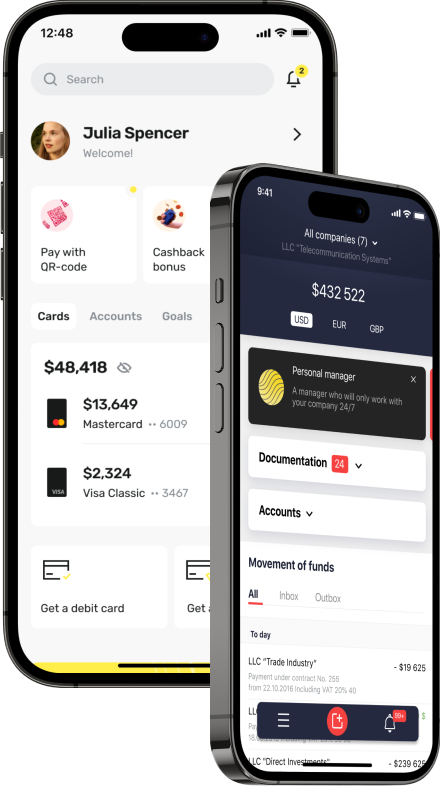 12:48
Search
2
Julia Spencer
Welcome!
Pay with
QR-code
Cashback
bonus
Cards Accounts Goals
$48,418
$13,649
Mastercard •• 6009
$2,324
VISA
Visa Classic •• 3467
Get a debit card
Get
9:41
All companies (7)
LLC "Telecommunication Systems"
$432 522
USD EUR GBP
Personal manager
A manager who will only work with
your company 24/7
Documentation 24
Accounts
Movement of funds
All Inbox Outbox
To day
LLC "Trade Industry" - $19 625
Payment under contract No. 255
from 22.10.2016 Including VAT 20% 40
99+
$
LLC "Direct Investments" - $239 625